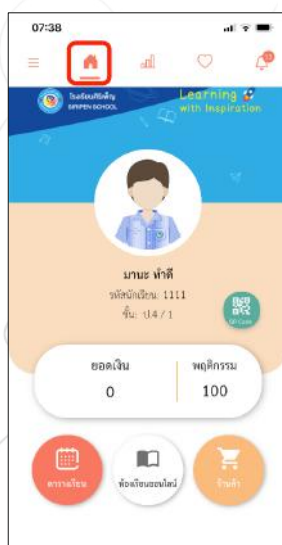 07:38
โรงเรียนศิริเพ็ญ
SIRIPEN SCHOOL
Learning
with Inspiration
มานะ ทำดี
รหัสนักเรียน: 1111
ชั้น: ป.4 / 1
QR Code
ยอดเงิน
พฤติกรรม
0
100
ตารางเรียน
ห้องเรียนออนไลน์
ร้านค้า